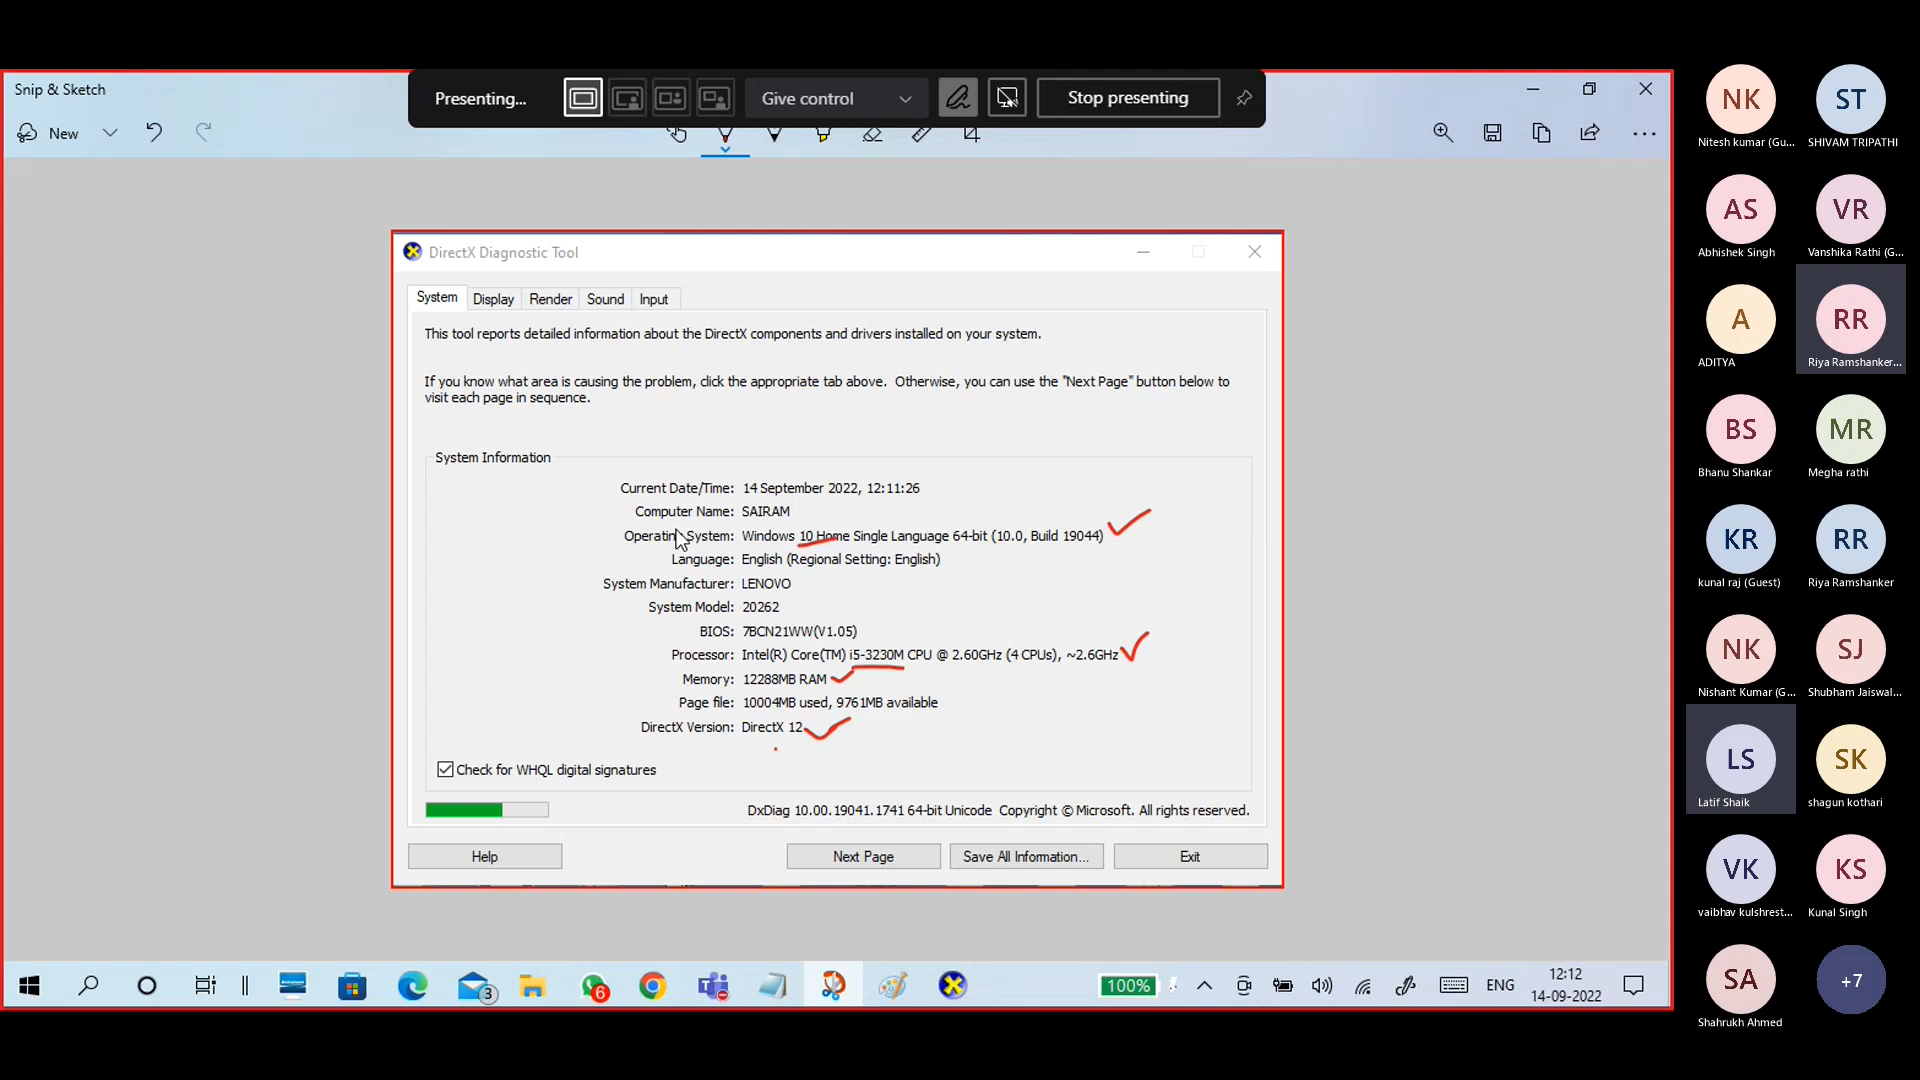 Snip & Sketch
Presenting...
Give control
Stop presenting
New
DirectX Diagnostic Tool
System
Display
Render
Sound
Input
This tool reports detailed information about the DirectX components and drivers installed on your system.
If you know what area is causing the problem, click the appropriate tab above. Otherwise, you can use the "Next Page" button below to
visit each page in sequence.
System Information
Current Date/Time: 14 September 2022, 12:11:26
Computer Name: SAIRAM
Operating System: Windows 10 Home Single Language 64-bit (10.0, Build 19044)
Language: English (Regional Setting: English)
System Manufacturer: LENOVO
System Model: 20262
BIOS: 7BCN21WW(V1.05)
Processor: Intel(R) Core(TM) i5-3230M CPU @ 2.60GHz (4 CPUs), ~2.6GHz
Memory: 12288MB RAM
Page file: 10004MB used, 9761MB available
DirectX Version: DirectX 12
Check for WHQL digital signatures
DxDiag 10.00.19041.1741 64-bit Unicode Copyright © Microsoft. All rights reserved.
Help
Next Page
Save All Information...
Exit
3
6
100%
ENG
12:12
14-09-2022
NK
Nitesh kumar (Gu...
ST
SHIVAM TRIPATHI
AS
Abhishek Singh
VR
Vanshika Rathi (G...
A
ADITYA
RR
Riya Ramshanker...
BS
Bhanu Shankar
MR
Megha rathi
KR
kunal raj (Guest)
RR
Riya Ramshanker
NK
Nishant Kumar (G...
SJ
Shubham Jaiswal...
LS
Latif Shaik
SK
shagun kothari
VK
vaibhav kulshrest...
KS
Kunal Singh
SA
Shahrukh Ahmed
+7